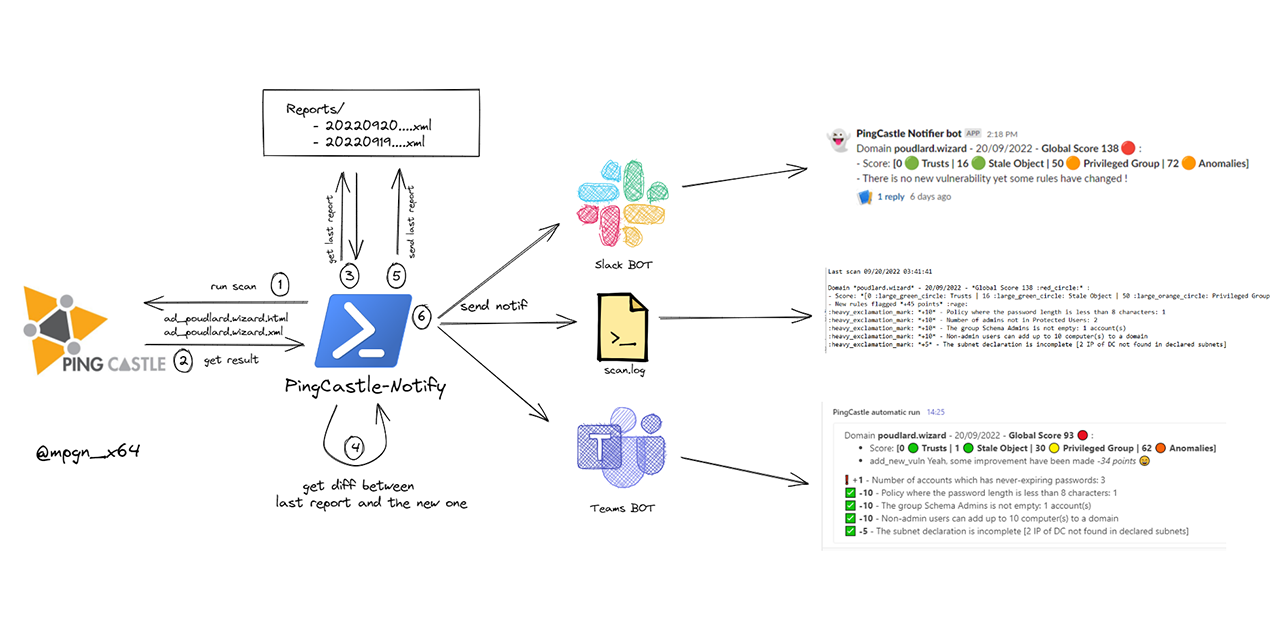 Reports/
- 20220920....xml
- 20220919....xml
get last report
send last report
3
5
run scan 1
ad_poudlard.wizard.html
ad_poudlard.wizard.xml
2 get result
PING CASTLE
PingCastle-Notify
@mpgn_x64
4
get diff between
last report and the new one
6
send notif
Slack BOT
scan.log
T
Teams BOT
PingCastle Notifier bot APP 2:18 PM
Domain poudlard.wizard - 20/09/2022 - Global Score 138 🔴 :
- Score: [0 🟢 Trusts | 16 🟢 Stale Object | 50 🟠 Privileged Group | 72 🟠 Anomalies]
- There is no new vulnerability yet some rules have changed !
1 reply 6 days ago
Last scan 09/20/2022 03:41:41
Domain *poudlard.wizard* - 20/09/2022 - *Global Score 138 :red_circle:* :
- Score: *[0 :large_green_circle: Trusts | 16 :large_green_circle: Stale Object | 50 :large_orange_circle: Privileged Group
- New rules flagged *+45 points* :rage:
:heavy_exclamation_mark: *+10* - Policy where the password length is less than 8 characters: 1
:heavy_exclamation_mark: *+10* - Number of admins not in Protected Users: 2
:heavy_exclamation_mark: *+10* - The group Schema Admins is not empty: 1 account(s)
:heavy_exclamation_mark: *+10* - Non-admin users can add up to 10 computer(s) to a domain
:heavy_exclamation_mark: *+5* - The subnet declaration is incomplete [2 IP of DC not found in declared subnets]
PingCastle automatic run 14:25
Domain poudlard.wizard - 20/09/2022 - Global Score 93 🔴 :
• Score: [0 🟢 Trusts | 1 🟢 Stale Object | 30 🟡 Privileged Group | 62 🟠 Anomalies]
• add_new_vuln Yeah, some improvement have been made -34 points 😀
❗ +1 - Number of accounts which has never-expiring passwords: 3
✅ -10 - Policy where the password length is less than 8 characters: 1
✅ -10 - The group Schema Admins is not empty: 1 account(s)
✅ -10 - Non-admin users can add up to 10 computer(s) to a domain
✅ -5 - The subnet declaration is incomplete [2 IP of DC not found in declared subnets]